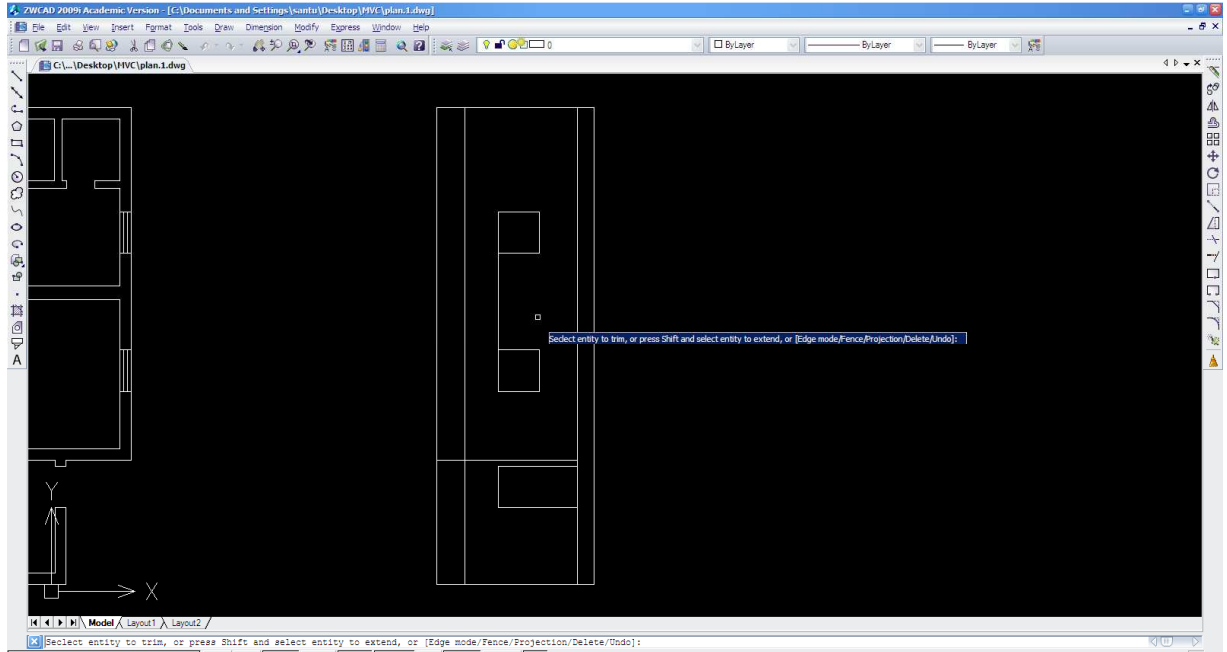 ZWCAD 2009i Academic Version - [C:\Documents and Settings\santu\Desktop\MVC\plan.1.dwg]
File Edit View Insert Format Tools Draw Dimension Modify Express Window Help
0 ByLayer ByLayer ByLayer
C:\...\Desktop\MVC\plan.1.dwg
Sedect entity to trim, or press Shift and select entity to extend, or [Edge mode/Fence/Projection/Delete/Undo]:
A
Y
X
Model Layout1 Layout2
Seclect entity to trim, or press Shift and select entity to extend, or [Edge mode/Fence/Projection/Delete/Undo]: